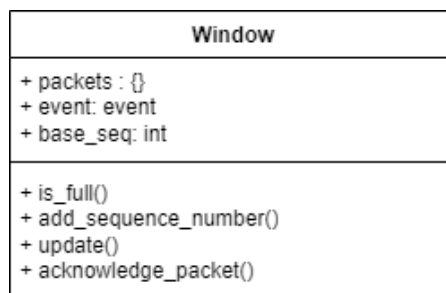 Window
+ packets : {}
+ event: event
+ base_seq: int
+ is_full()
+ add_sequence_number()
+ update()
+ acknowledge_packet()